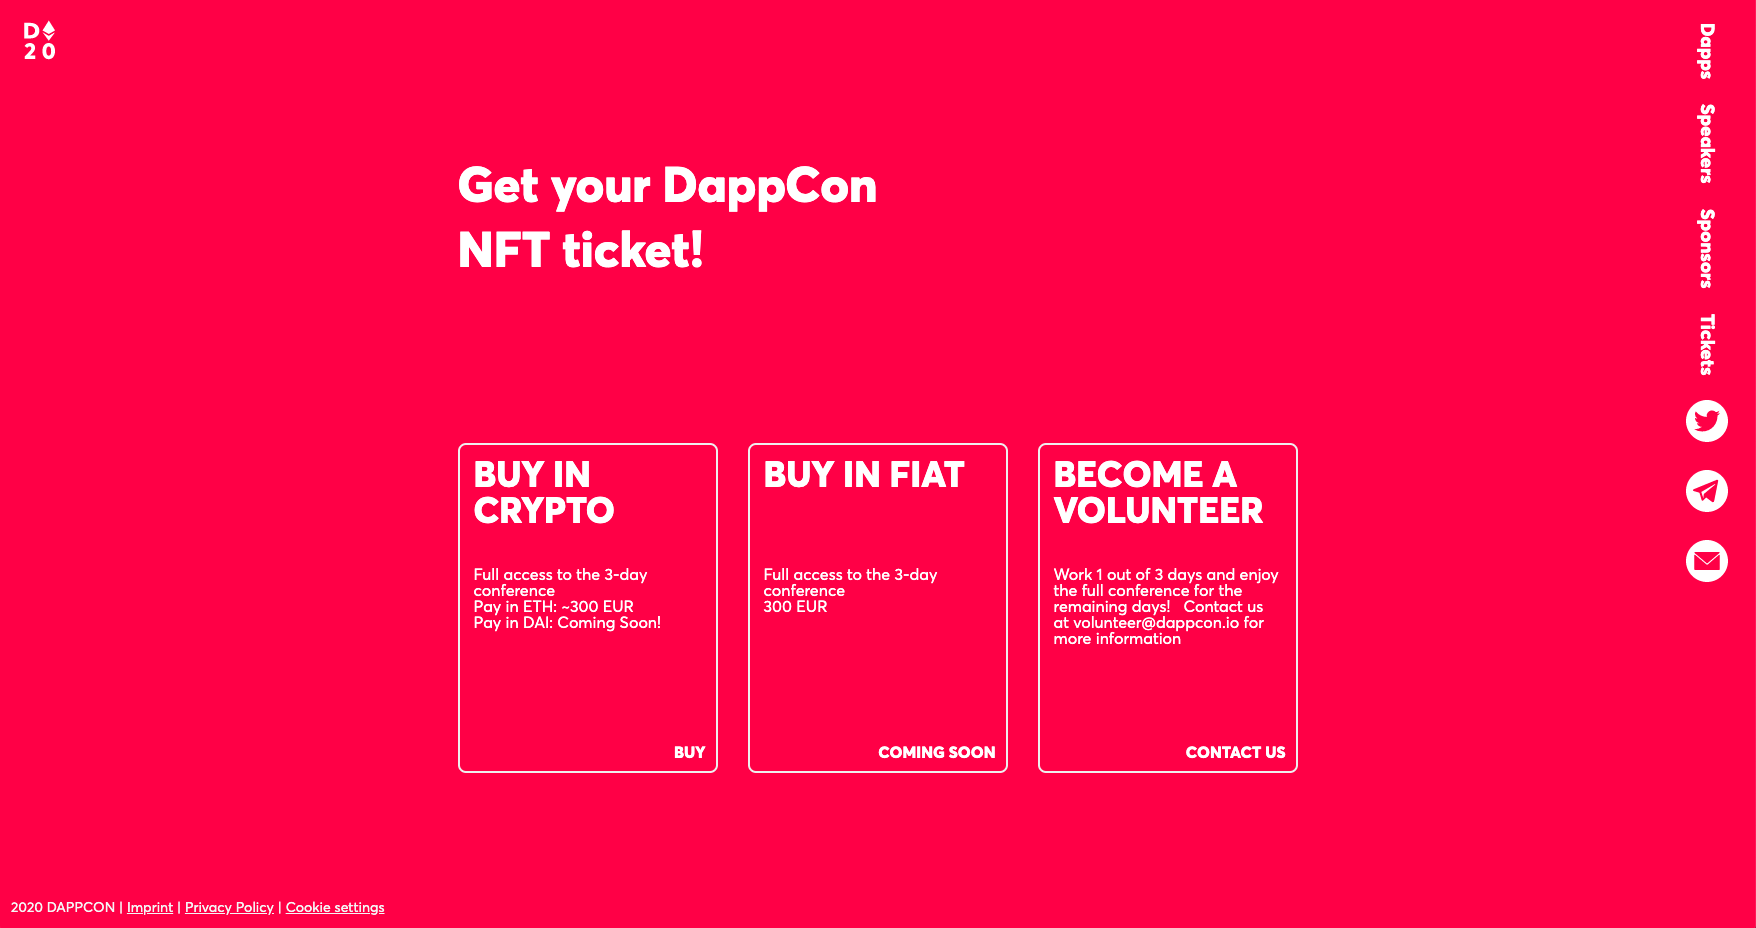 D
20
Dapps
Speakers
Sponsors
Tickets
Get your DappCon
NFT ticket!
BUY IN
CRYPTO
Full access to the 3-day
conference
Pay in ETH: ~300 EUR
Pay in DAI: Coming Soon!
BUY
BUY IN FIAT
Full access to the 3-day
conference
300 EUR
COMING SOON
BECOME A
VOLUNTEER
Work 1 out of 3 days and enjoy
the full conference for the
remaining days! Contact us
at volunteer@dappcon.io for
more information
CONTACT US
2020 DAPPCON | Imprint | Privacy Policy | Cookie settings